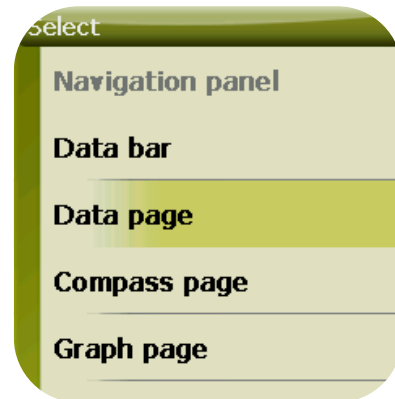 Select
Navigation panel
Data bar
Data page
Compass page
Graph page